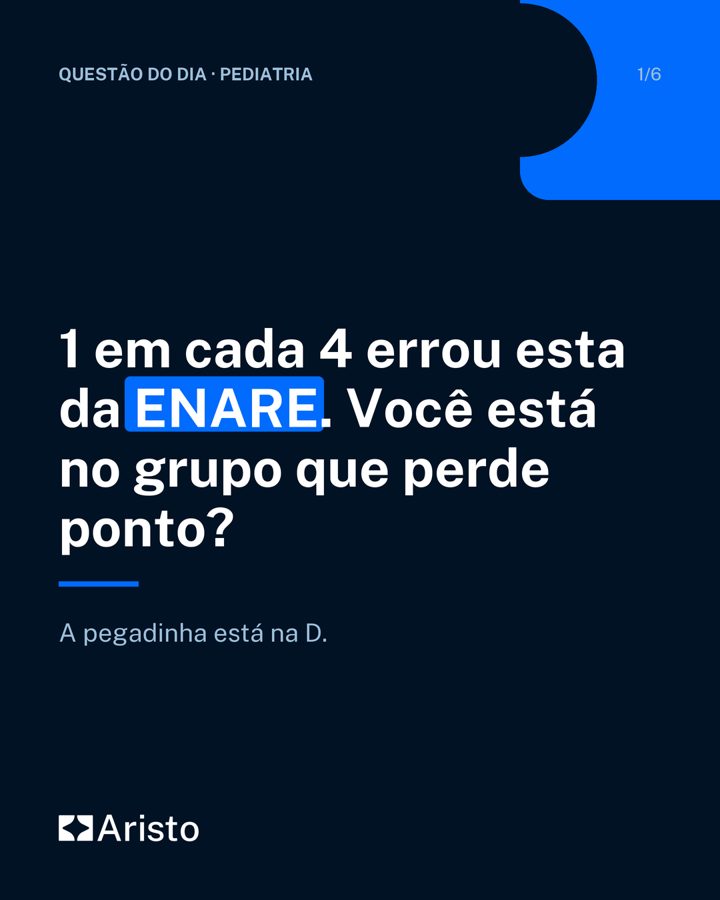 QUESTÃO DO DIA · PEDIATRIA
1/6
1 em cada 4 errou esta
da ENARE. Você está
no grupo que perde
ponto?
A pegadinha está na D.
Aristo